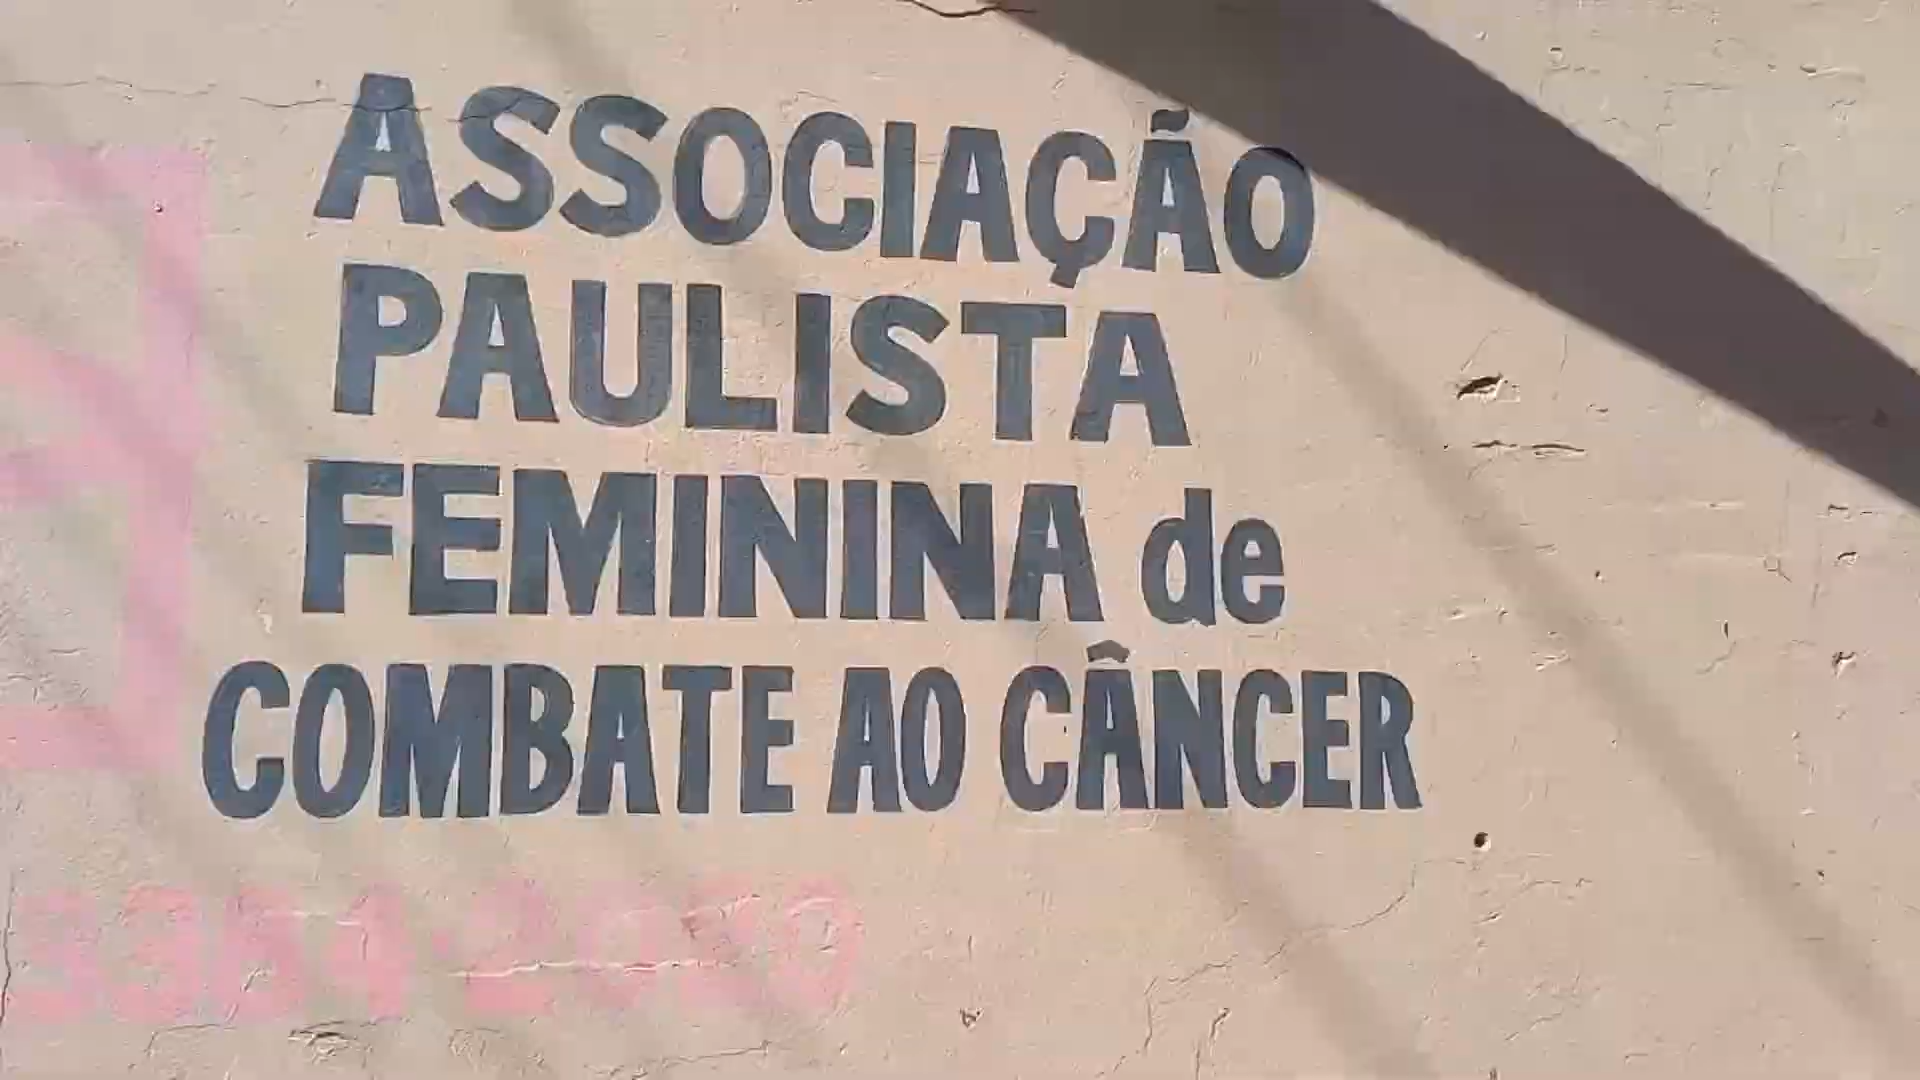 ASSOCIAÇÃO
PAULISTA
FEMININA de
COMBATE AO CÂNCER